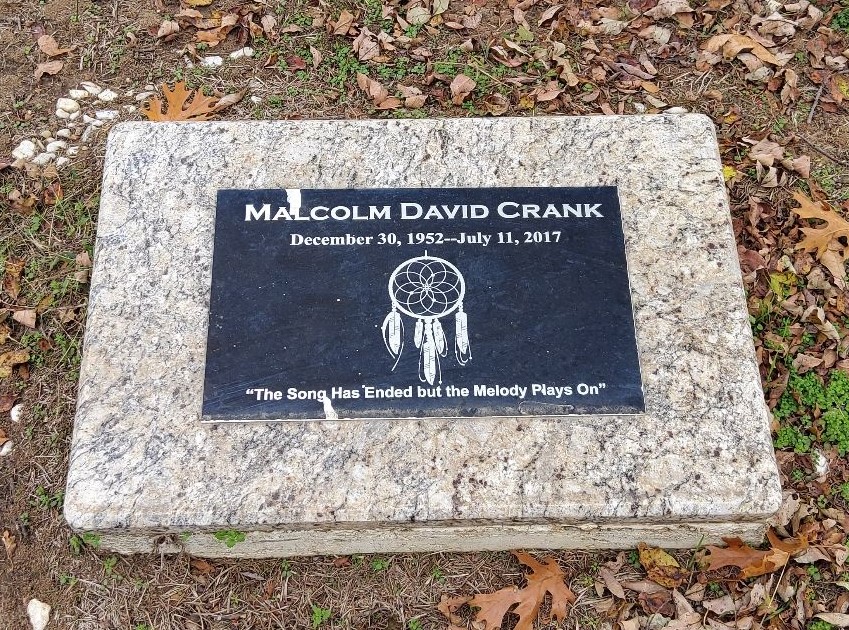 Malcolm David Crank
December 30, 1952--July 11, 2017
“The Song Has Ended but the Melody Plays On”